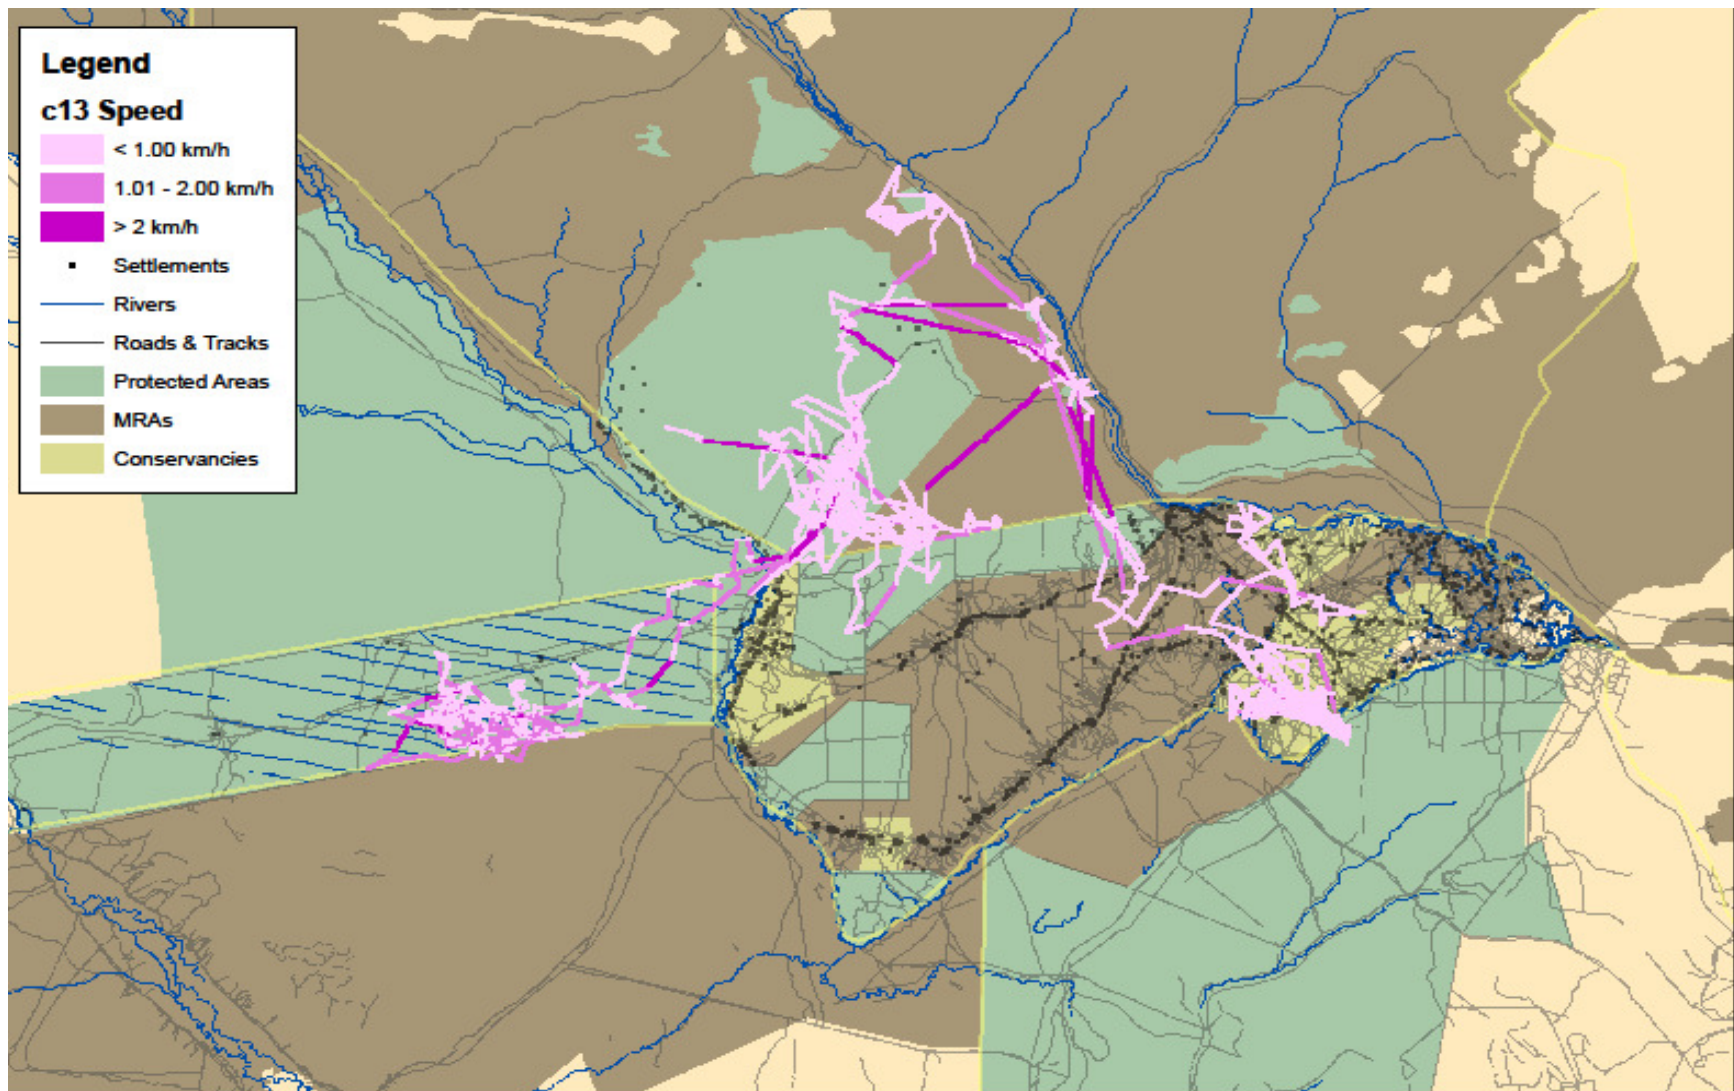 Legend
c13 Speed
< 1.00 km/h
1.01 - 2.00 km/h
> 2 km/h
Settlements
Rivers
Roads & Tracks
Protected Areas
MRAs
Conservancies